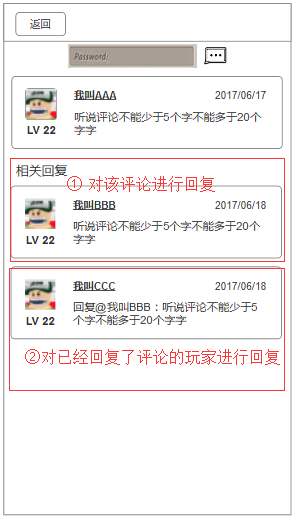 返回
Password:
我叫AAA 2017/06/17
听说评论不能少于5个字不能多于20个
字字
LV 22
相关回复
① 对该评论进行回复
我叫BBB 2017/06/18
听说评论不能少于5个字不能多于20个
字字
LV 22
我叫CCC 2017/06/18
回复@我叫BBB：听说评论不能少于5
个字不能多于20个字字
LV 22
②对已经回复了评论的玩家进行回复